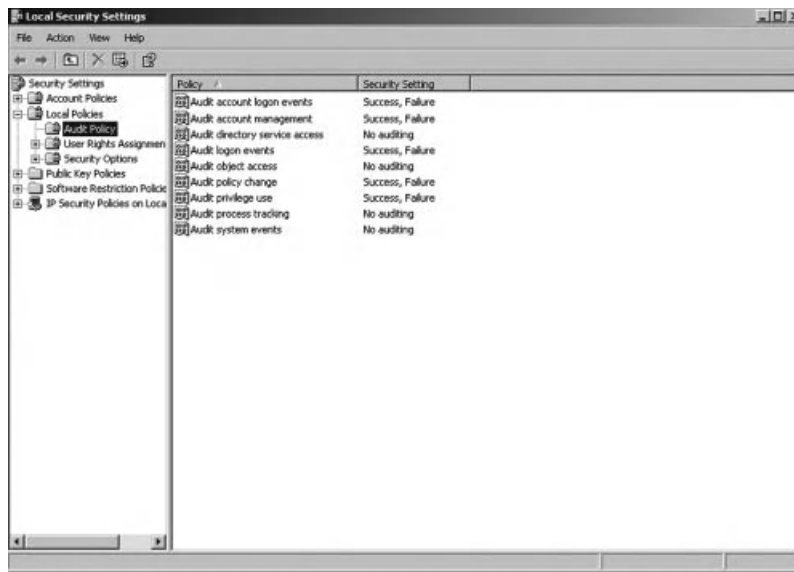 Local Security Settings
File Action View Help
Security Settings
Account Policies
Local Policies
Audit Policy
User Rights Assignmen
Security Options
Public Key Policies
Software Restriction Policie
IP Security Policies on Loca
Policy Security Setting
Audit account logon events Success, Failure
Audit account management Success, Failure
Audit directory service access No auditing
Audit logon events Success, Failure
Audit object access No auditing
Audit policy change Success, Failure
Audit privilege use Success, Failure
Audit process tracking No auditing
Audit system events No auditing